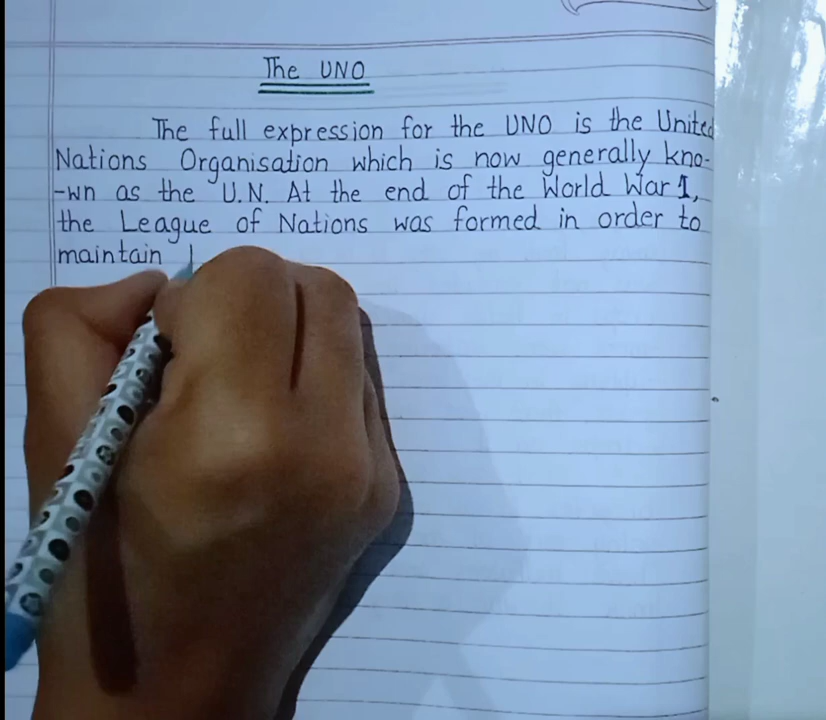 The UNO
The full expression for the UNO is the United
Nations Organisation which is now generally kno-
-wn as the U.N. At the end of the World War 1,
the League of Nations was formed in order to
maintain